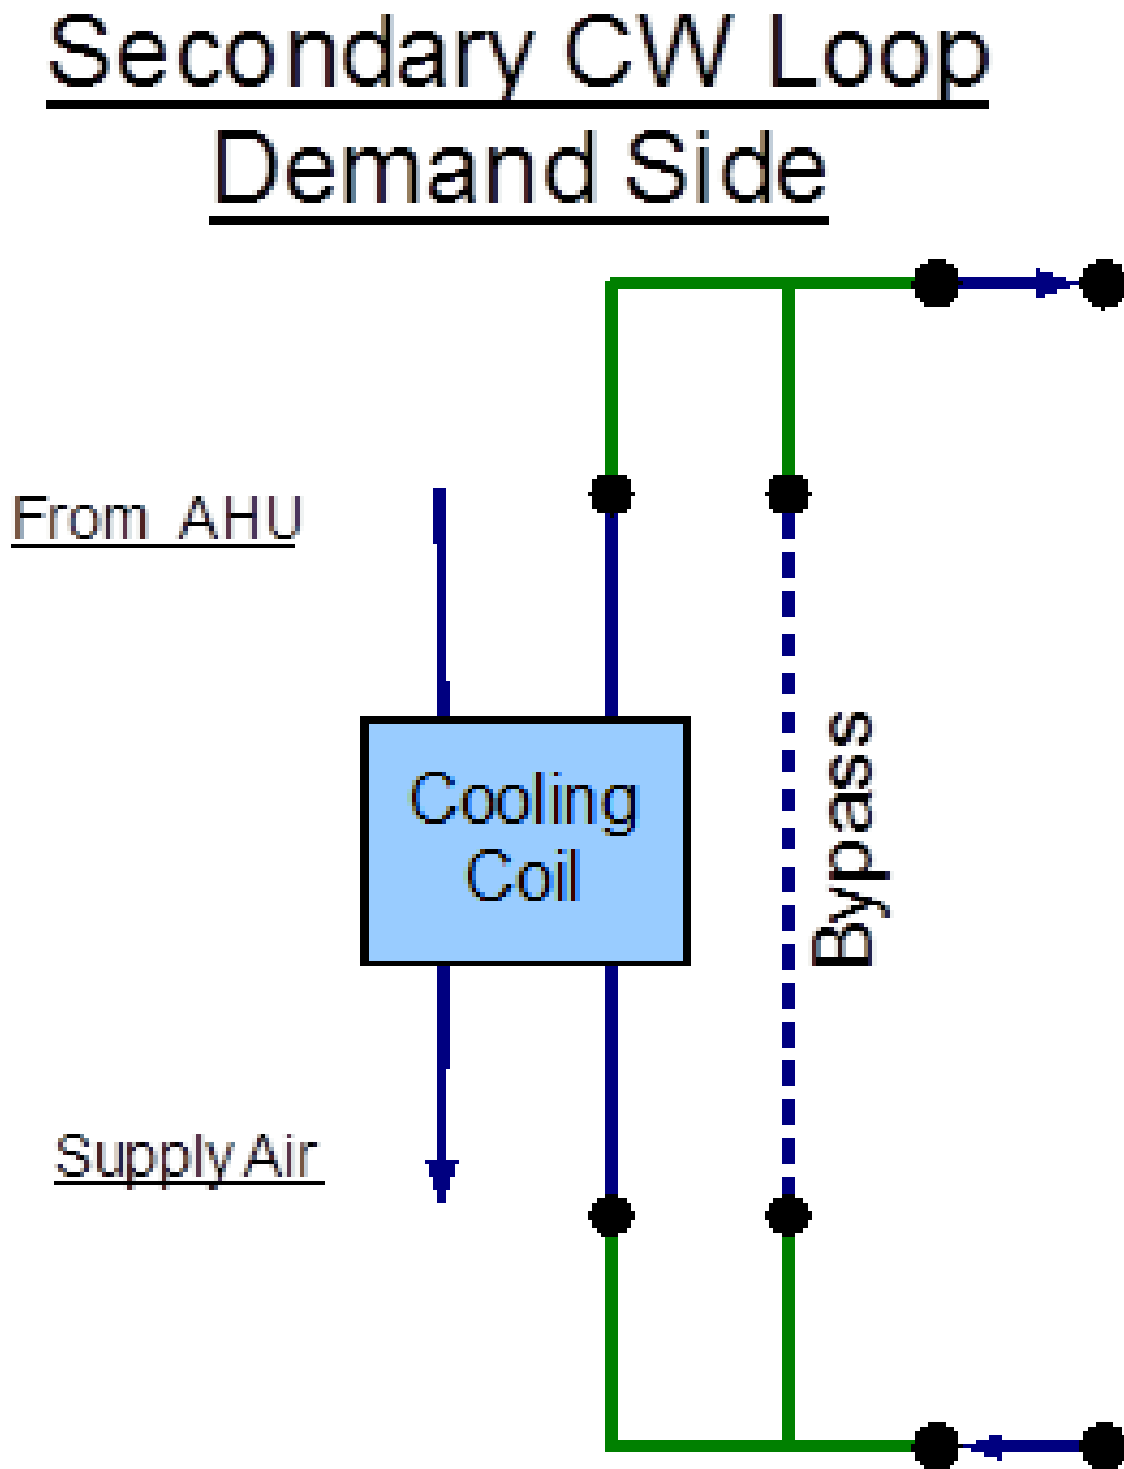 Secondary CW Loop
Demand Side
From AHU
Cooling
Coil
Bypass
Supply Air